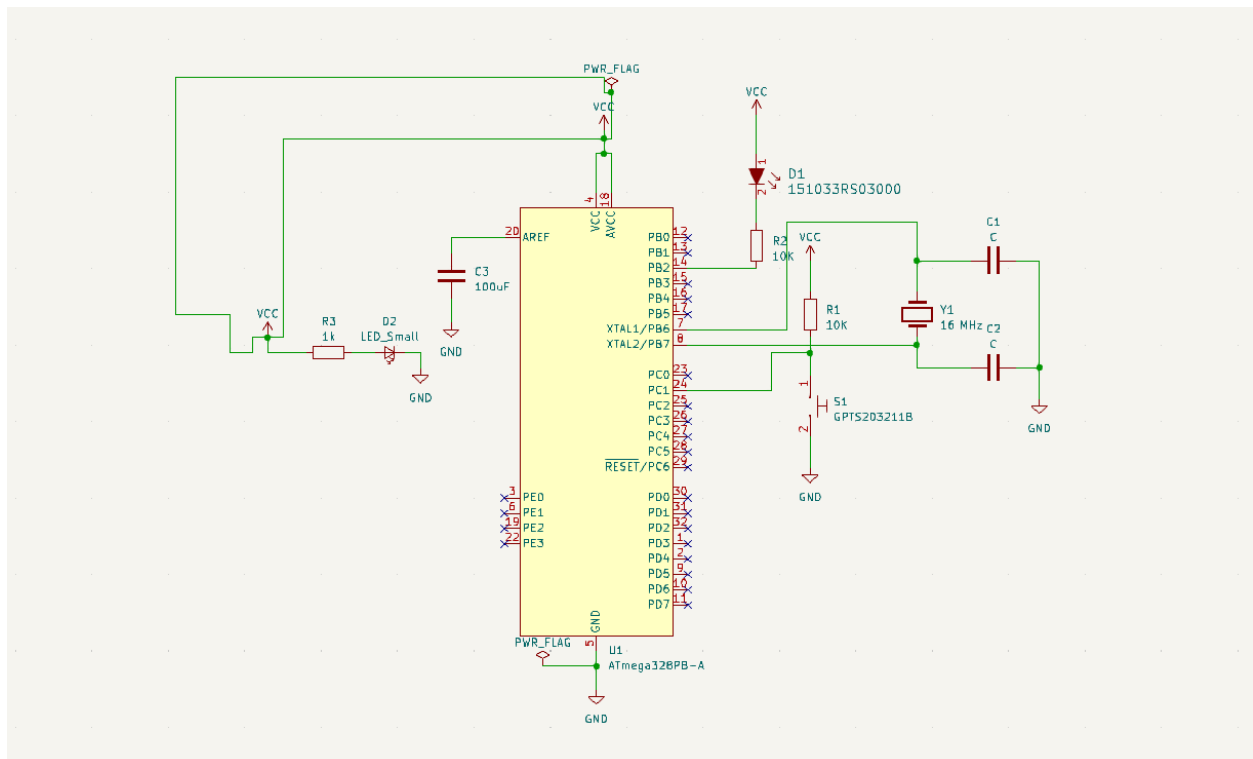 PWR_FLAG
VCC
VCC
1
D1
151033RS03000
2
4
18
VCC
AVCC
20
AREF
C3
100uF
GND
VCC
R3
1k
D2
LED_Small
GND
PB0
12
PB1
13
PB2
14
PB3
15
PB4
16
PB5
17
XTAL1/PB6
7
XTAL2/PB7
8
R2
10K
VCC
R1
10K
C1
C
Y1
16 MHz
C2
C
GND
PC0
23
PC1
24
PC2
25
PC3
26
PC4
27
PC5
28
RESET/PC6
29
1
S1
GPTS203211B
2
GND
3
PE0
6
PE1
19
PE2
22
PE3
PD0
30
PD1
31
PD2
32
PD3
1
PD4
2
PD5
9
PD6
10
PD7
11
GND
5
PWR_FLAG
U1
ATmega328PB-A
GND